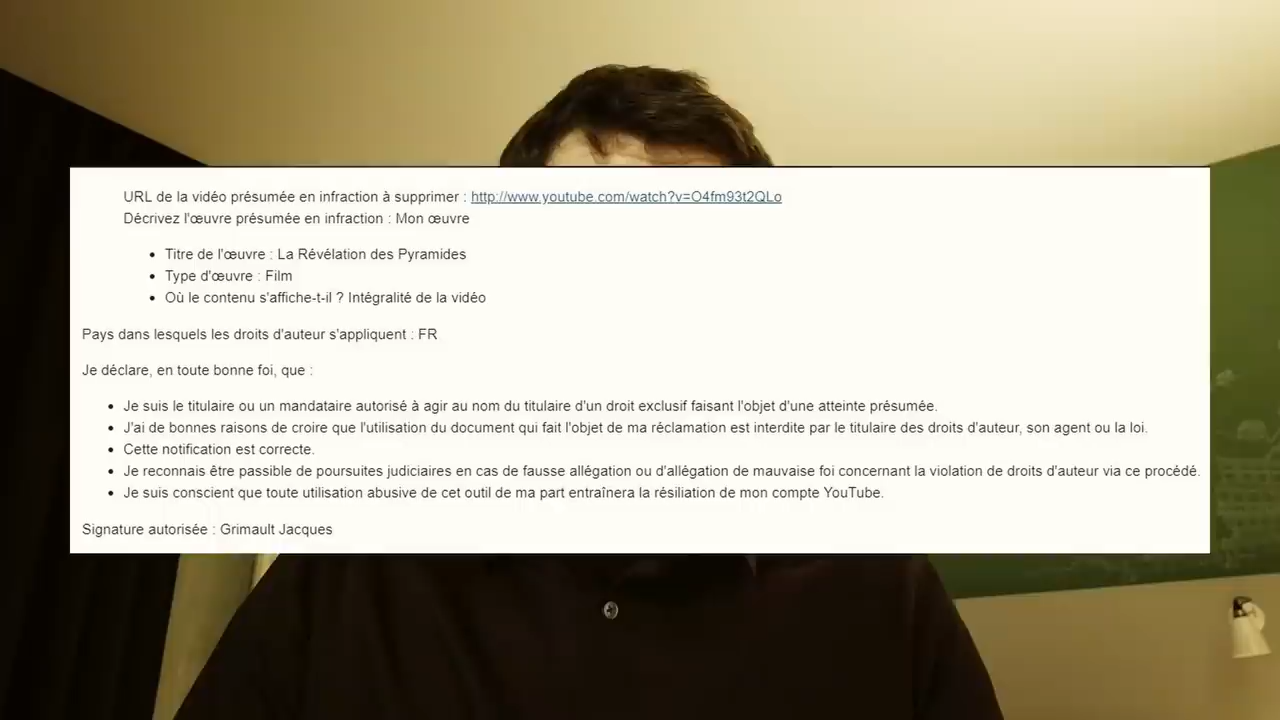 URL de la vidéo présumée en infraction à supprimer : http://www.youtube.com/watch?v=O4fm93t2QLo
Décrivez l'œuvre présumée en infraction : Mon œuvre
• Titre de l'œuvre : La Révélation des Pyramides
• Type d'œuvre : Film
• Où le contenu s'affiche-t-il ? Intégralité de la vidéo
Pays dans lesquels les droits d'auteur s'appliquent : FR
Je déclare, en toute bonne foi, que :
• Je suis le titulaire ou un mandataire autorisé à agir au nom du titulaire d'un droit exclusif faisant l'objet d'une atteinte présumée.
• J'ai de bonnes raisons de croire que l'utilisation du document qui fait l'objet de ma réclamation est interdite par le titulaire des droits d'auteur, son agent ou la loi.
• Cette notification est correcte.
• Je reconnais être passible de poursuites judiciaires en cas de fausse allégation ou d'allégation de mauvaise foi concernant la violation de droits d'auteur via ce procédé.
• Je suis conscient que toute utilisation abusive de cet outil de ma part entraînera la résiliation de mon compte YouTube.
Signature autorisée : Grimault Jacques